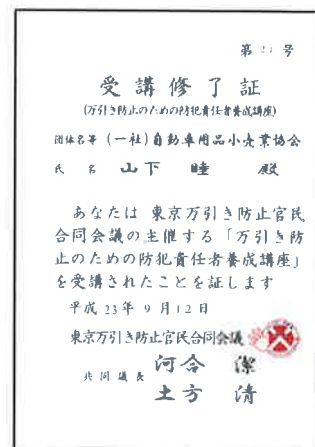 第 号
受講修了証
(万引き防止のための防犯責任者養成講座)
団体名等 (一社)自動車用品小売業協会
氏 名 山下 睦 殿
あなたは 東京万引き防止官民
合同会議の主催する「万引き防
止のための防犯責任者養成講座」
を受講されたことを証します
平成 23年 9月12日
東京万引き防止官民合同会議
共同議長 河合 潔
土方 清